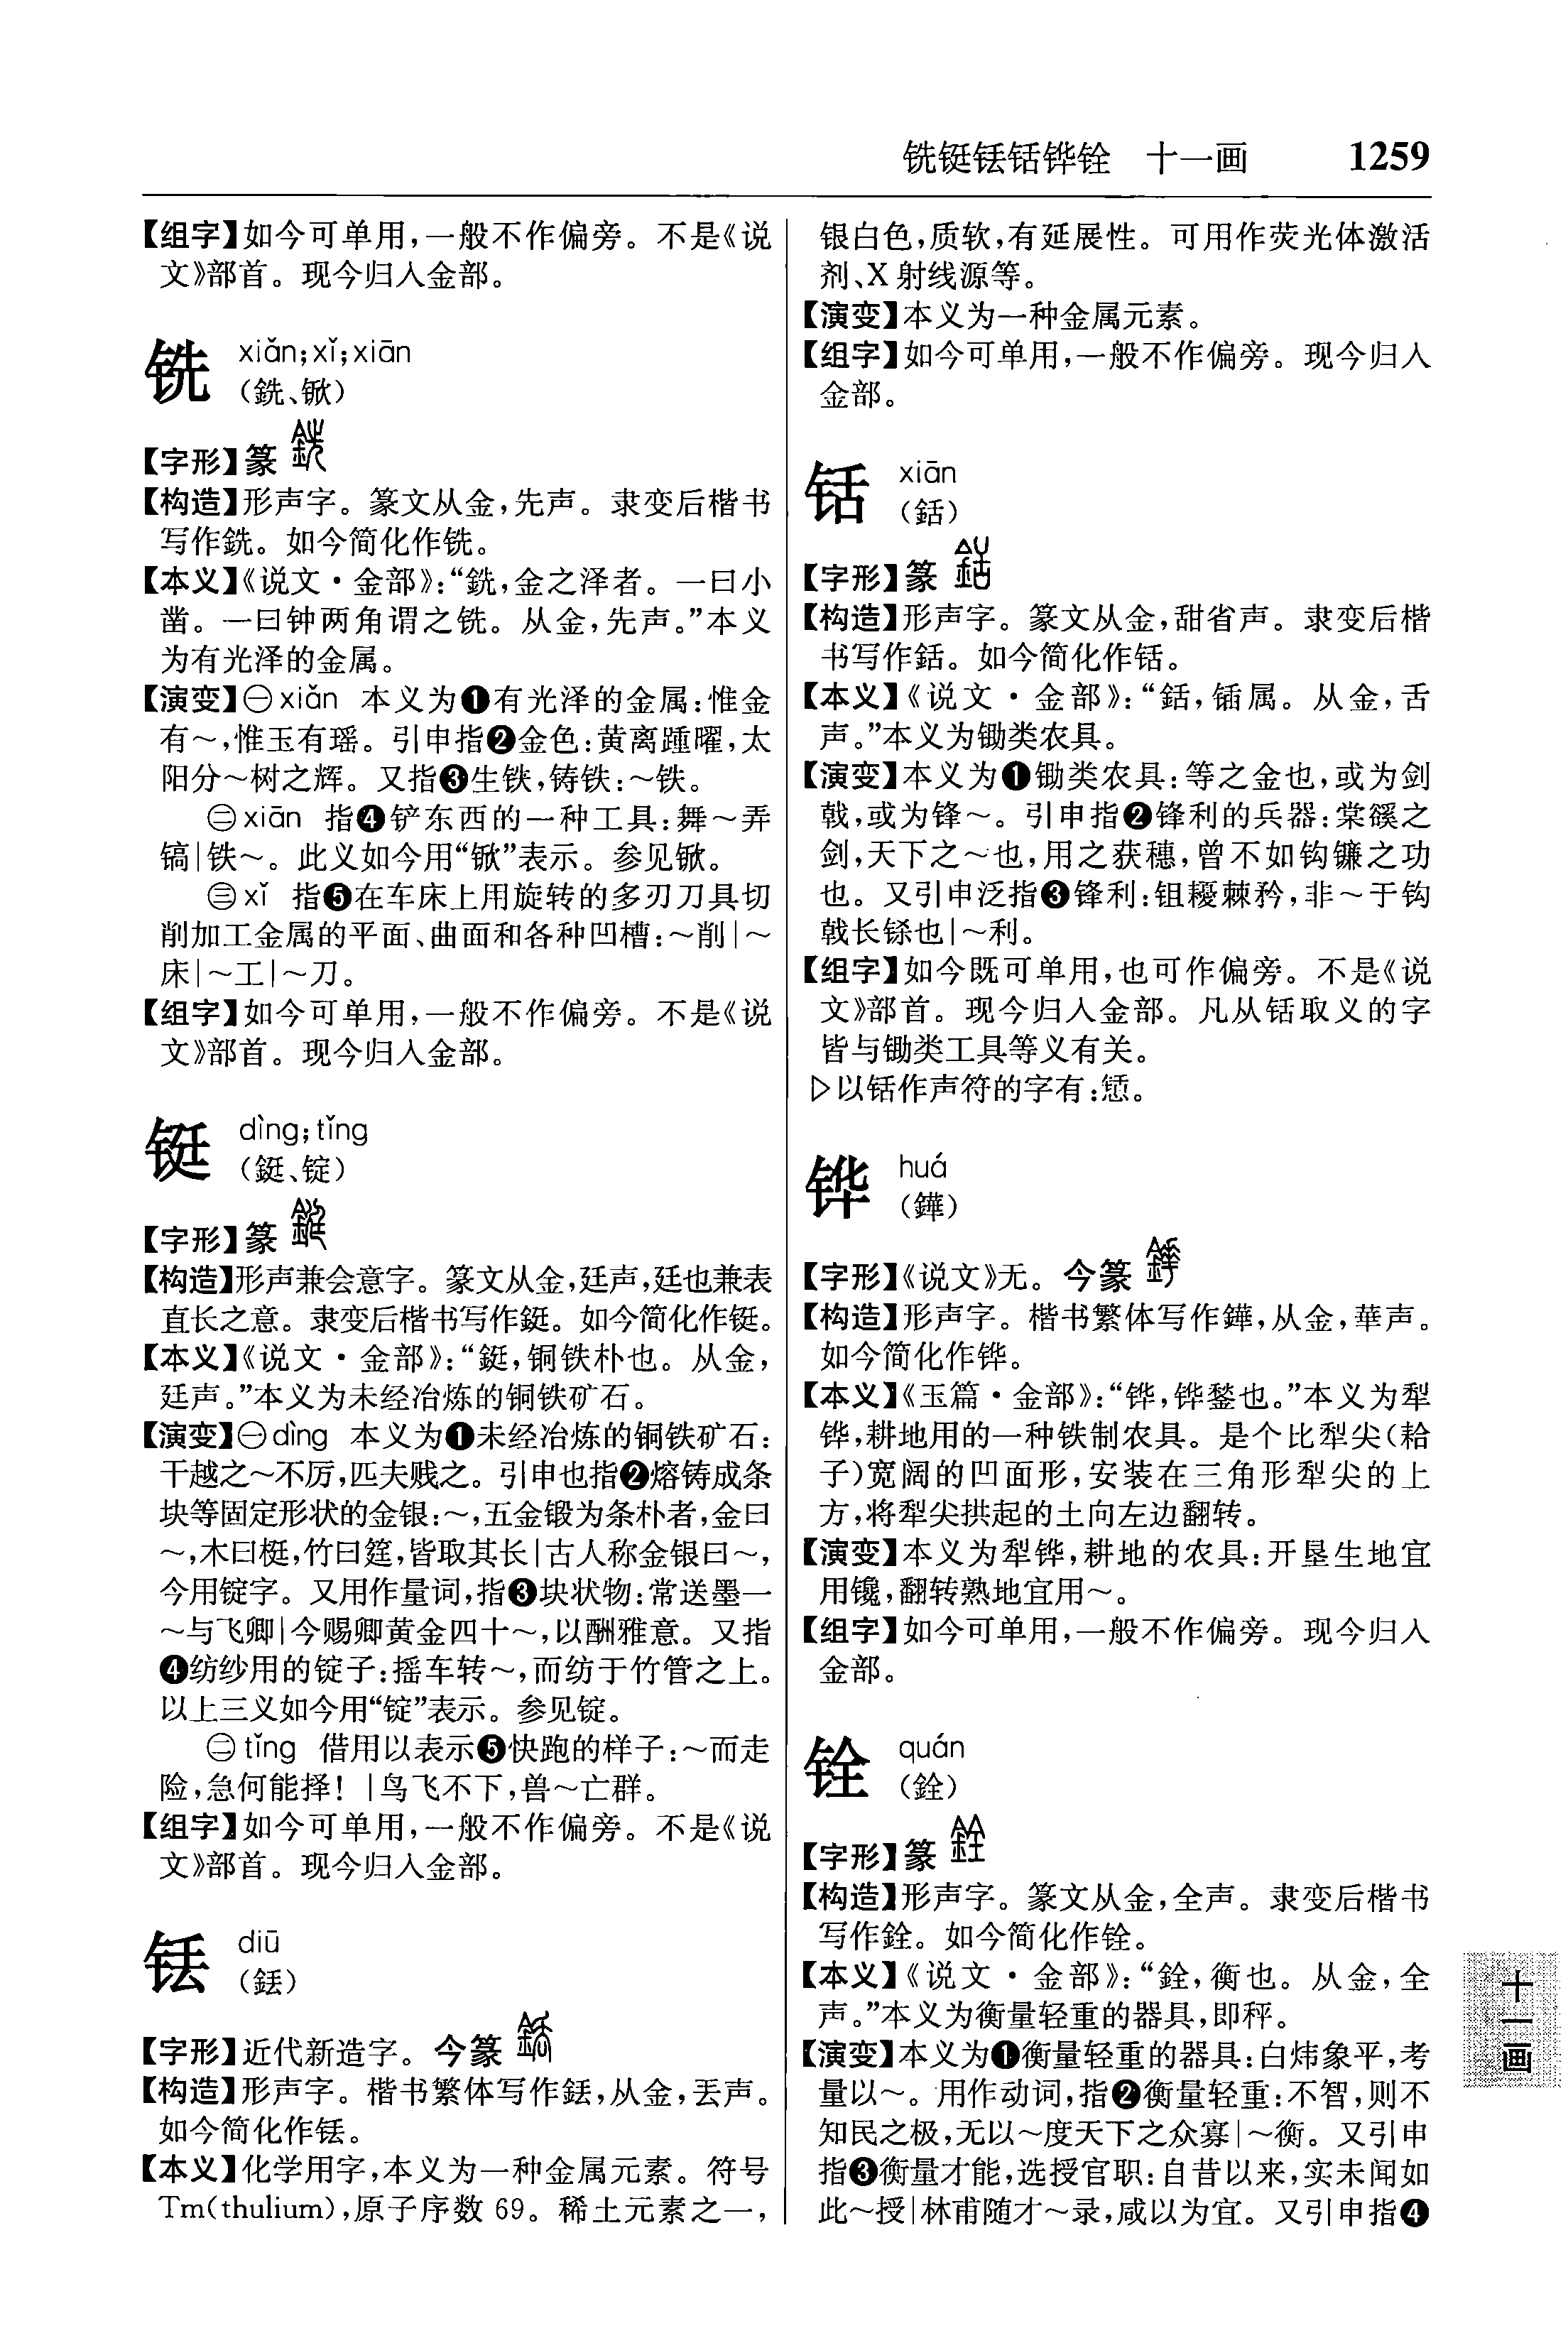 铣铤铥铦铧铨 十一画 1259
【组字】如今可单用,一般不作偏旁。不是《说
文》部首。现今归入金部。
铣 xiǎn;xǐ;xiān
(銑、锨)
【字形】篆
【构造】形声字。篆文从金,先声。隶变后楷书
写作銑。如今简化作铣。
【本义】《说文·金部》:“銑,金之泽者。一曰小
凿。一曰钟两角谓之铣。从金,先声。”本义
为有光泽的金属。
【演变】㊀xiǎn 本义为❶有光泽的金属:惟金
有～,惟玉有瑶。引申指❷金色:黄离踵曜,太
阳分～树之辉。又指❸生铁,铸铁:～铁。
㊁xiān 指❹铲东西的一种工具:舞～弄
镐|铁～。此义如今用“锨”表示。参见锨。
㊂xǐ 指❺在车床上用旋转的多刃刀具切
削加工金属的平面、曲面和各种凹槽:～削|～
床|～工|～刀。
【组字】如今可单用,一般不作偏旁。不是《说
文》部首。现今归入金部。
铤 dìng;tǐng
(鋌、锭)
【字形】篆
【构造】形声兼会意字。篆文从金,廷声,廷也兼表
直长之意。隶变后楷书写作鋌。如今简化作铤。
【本义】《说文·金部》:“鋌,铜铁朴也。从金,
廷声。”本义为未经冶炼的铜铁矿石。
【演变】㊀dìng 本义为❶未经冶炼的铜铁矿石:
干越之～不厉,匹夫贱之。引申也指❷熔铸成条
块等固定形状的金银:～,五金锻为条朴者,金曰
～,木曰梃,竹曰筳,皆取其长|古人称金银曰～,
今用锭字。又用作量词,指❸块状物:常送墨一
～与飞卿|今赐卿黄金四十～,以酬雅意。又指
❹纺纱用的锭子:摇车转～,而纺于竹管之上。
以上三义如今用“锭”表示。参见锭。
㊁tǐng 借用以表示❺快跑的样子:～而走
险,急何能择!|鸟飞不下,兽～亡群。
【组字】如今可单用,一般不作偏旁。不是《说
文》部首。现今归入金部。
铥 diū
(銩)
【字形】近代新造字。今篆
【构造】形声字。楷书繁体写作銩,从金,丢声。
如今简化作铥。
【本义】化学用字,本义为一种金属元素。符号
Tm(thulium),原子序数 69。稀土元素之一,
银白色,质软,有延展性。可用作荧光体激活
剂、X射线源等。
【演变】本义为一种金属元素。
【组字】如今可单用,一般不作偏旁。现今归入
金部。
铦 xiān
(銛)
【字形】篆
【构造】形声字。篆文从金,甜省声。隶变后楷
书写作銛。如今简化作铦。
【本义】《说文·金部》:“銛,锸属。从金,舌
声。”本义为锄类农具。
【演变】本义为❶锄类农具:等之金也,或为剑
戟,或为锋～。引申指❷锋利的兵器:棠谿之
剑,天下之～也,用之获穗,曾不如钩镰之功
也。又引申泛指❸锋利:钽耰棘矜,非～于钩
戟长铩也|～利。
【组字】如今既可单用,也可作偏旁。不是《说
文》部首。现今归入金部。凡从铦取义的字
皆与锄类工具等义有关。
▷以铦作声符的字有:憇。
铧 huá
(鏵)
【字形】《说文》无。今篆
【构造】形声字。楷书繁体写作鏵,从金,華声。
如今简化作铧。
【本义】《玉篇·金部》:“铧,铧鍫也。”本义为犁
铧,耕地用的一种铁制农具。是个比犁尖(耠
子)宽阔的凹面形,安装在三角形犁尖的上
方,将犁尖拱起的土向左边翻转。
【演变】本义为犁铧,耕地的农具:开垦生地宜
用镵,翻转熟地宜用～。
【组字】如今可单用,一般不作偏旁。现今归入
金部。
铨 quán
(銓)
【字形】篆
【构造】形声字。篆文从金,全声。隶变后楷书
写作銓。如今简化作铨。
【本义】《说文·金部》:“銓,衡也。从金,全
声。”本义为衡量轻重的器具,即秤。
【演变】本义为❶衡量轻重的器具:白炜象平,考
量以～。用作动词,指❷衡量轻重:不智,则不
知民之极,无以～度天下之众寡|～衡。又引申
指❸衡量才能,选授官职:自昔以来,实未闻如
此～授|林甫随才～录,咸以为宜。又引申指❹
十一画